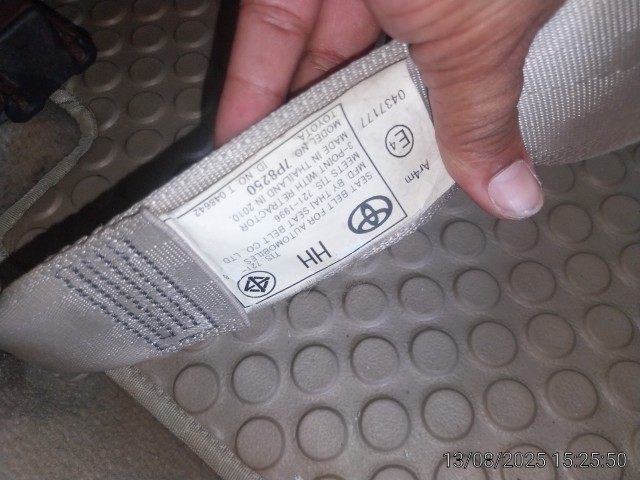 SEAT BELT FOR AUTOMOBILES
MFD BY THAI SEAT BELT CO. LTD
MEETS TIS 721-1996
3-POINT WITH RETRACTOR
MADE IN THAILAND IN 2010
MODEL NO. 7P8250
ID NO. T 048642
TOYOTA
HH
TIS 721-
E4
Ar4m
0437177
13/08/2025 15:25:50